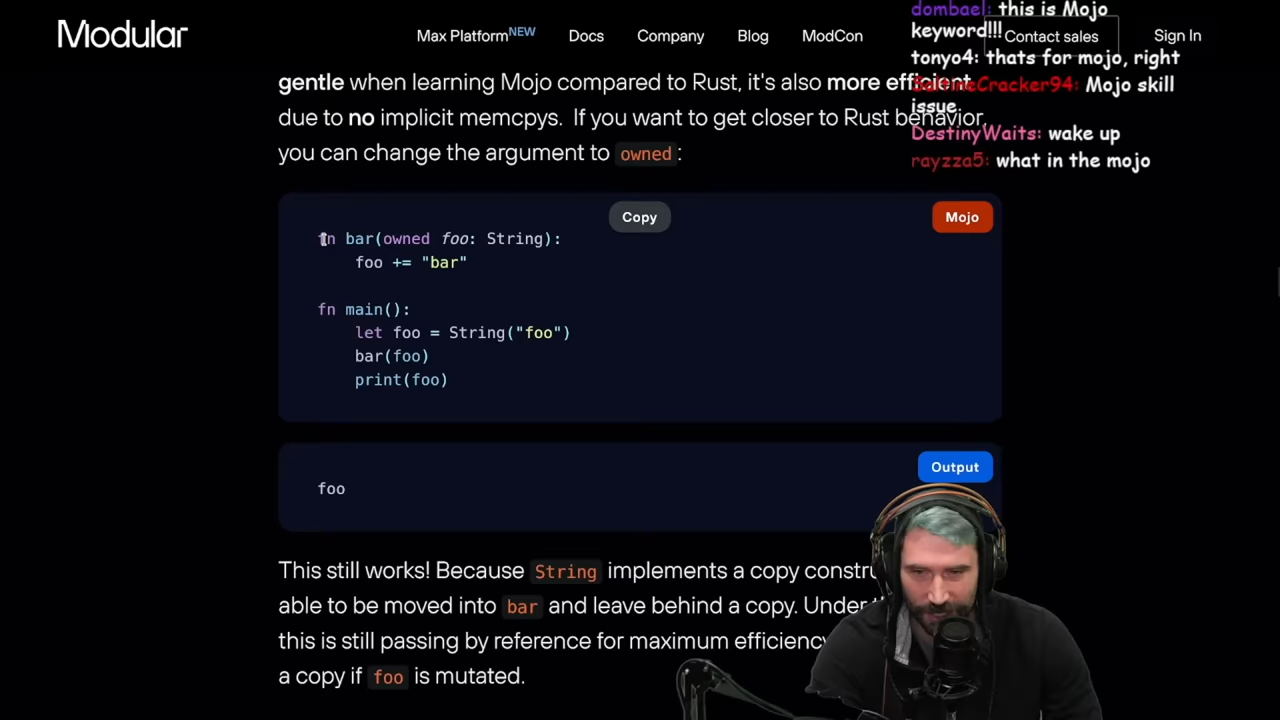 Modular
Max Platform NEW
Docs
Company
Blog
ModCon
Contact sales
Sign In
dombael: this is Mojo
keyword!!!
tonyo4: thats for mojo, right
SaltineCracker94: Mojo skill
issue
DestinyWaits: wake up
rayzza5: what in the mojo
gentle when learning Mojo compared to Rust, it's also more efficient
due to no implicit memcpys. If you want to get closer to Rust behavior,
you can change the argument to owned:
Copy
Mojo
fn bar(owned foo: String):
foo += "bar"
fn main():
let foo = String("foo")
bar(foo)
print(foo)
Output
foo
This still works! Because String implements a copy constru
able to be moved into bar and leave behind a copy. Under
this is still passing by reference for maximum efficiency
a copy if foo is mutated.